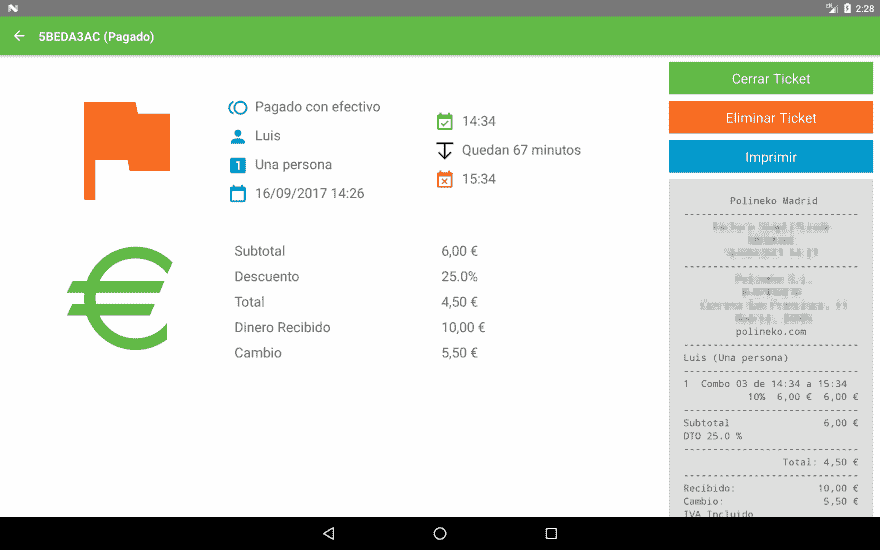 2:28
5BEDA3AC (Pagado)
Pagado con efectivo
Luis
1 Una persona
16/09/2017 14:26
14:34
Quedan 67 minutos
15:34
Subtotal 6,00 €
Descuento 25.0%
Total 4,50 €
Dinero Recibido 10,00 €
Cambio 5,50 €
Cerrar Ticket
Eliminar Ticket
Imprimir
Polineko Madrid
polineko.com
Luis (Una persona)
1 Combo 03 de 14:34 a 15:34
10% 6,00 € 6,00 €
Subtotal 6,00 €
DTO 25.0 %
Total: 4,50 €
Recibido: 10,00 €
Cambio: 5,50 €
IVA Incluido